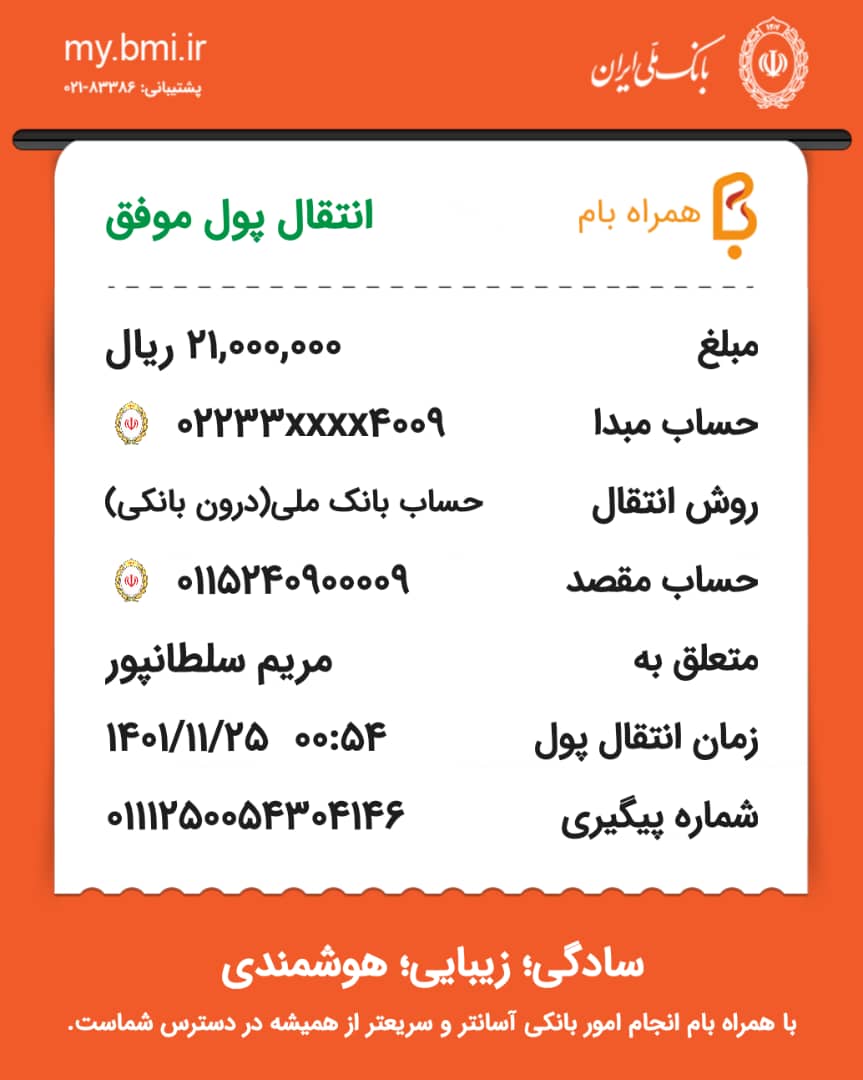 my.bmi.ir
پشتیبانی: ۸۳۳۸۶-۰۲۱
بانک ملی ایران
همراه بام
انتقال پول موفق
مبلغ ۲۱,۰۰۰,۰۰۰ ریال
حساب مبدا ۰۲۲۳۳xxxx۴۰۰۹
روش انتقال حساب بانک ملی(درون بانکی)
حساب مقصد ۰۱۱۵۲۴۰۹۰۰۰۰۹
متعلق به مریم سلطانپور
زمان انتقال پول ۰۰:۵۴ ۱۴۰۱/۱۱/۲۵
شماره پیگیری ۰۱۱۱۲۵۰۰۵۴۳۰۴۱۴۶
سادگی؛ زیبایی؛ هوشمندی
با همراه بام انجام امور بانکی آسانتر و سریعتر از همیشه در دسترس شماست.